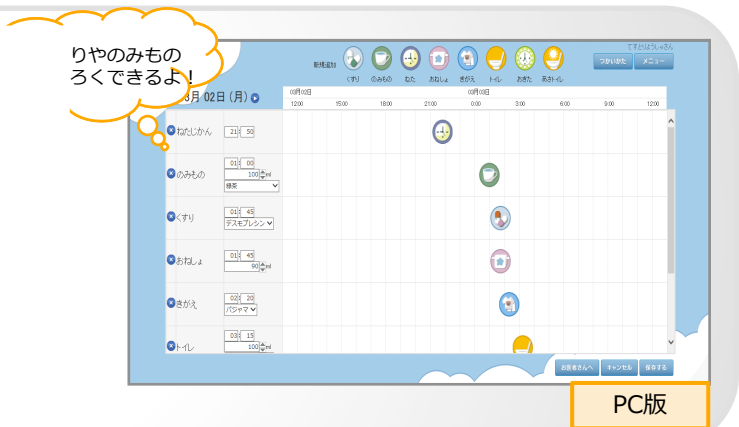 りやのみもの
ろくできるよ！
てすと1ほうしゃさん
新規追加
くすり のみもの ねた おねしょ きがえ トイレ おきた あさトイレ
つかいかた メニュー
3月 02日 (月)
03月02日 03月03日
12:00 15:00 18:00 21:00 0:00 3:00 6:00 9:00 12:00
ねたじかん 21: 50
のみもの 01: 00
100 ml
緑茶
くすり 01: 45
デスモプレシン
おねしょ 01: 45
90 ml
きがえ 02: 20
パジャマ
トイレ 03: 15
100 ml
お医者さんへ キャンセル 保存する
PC版